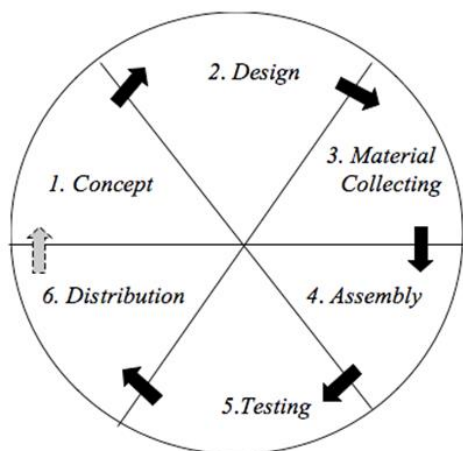 1. Concept
2. Design
3. Material
Collecting
4. Assembly
5.Testing
6. Distribution